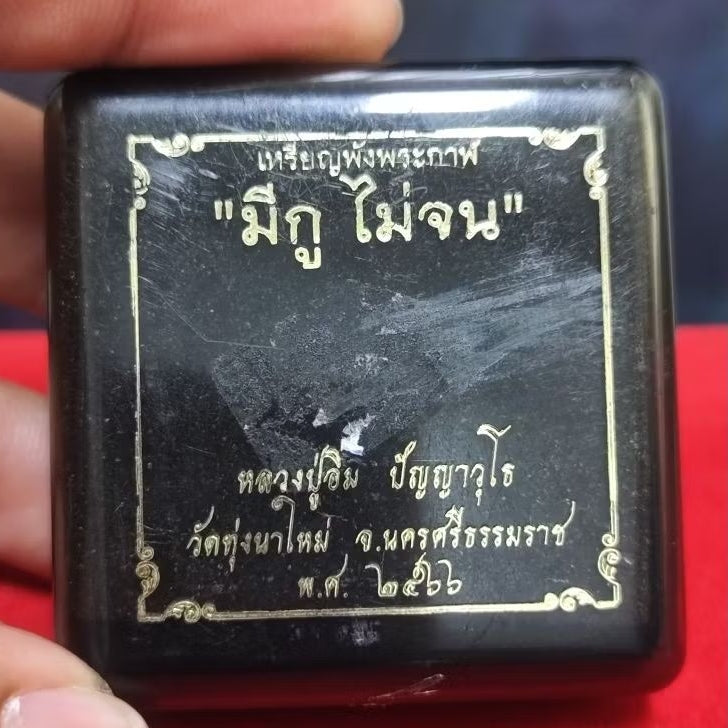 เหรียญพังพระกาฬ
"มีกู ไม่จน"
หลวงปู่อิ่ม ปัญญาวุโธ
วัดทุ่งนาใหม่ จ.นครศรีธรรมราช
พ.ศ. ๒๕๖๖